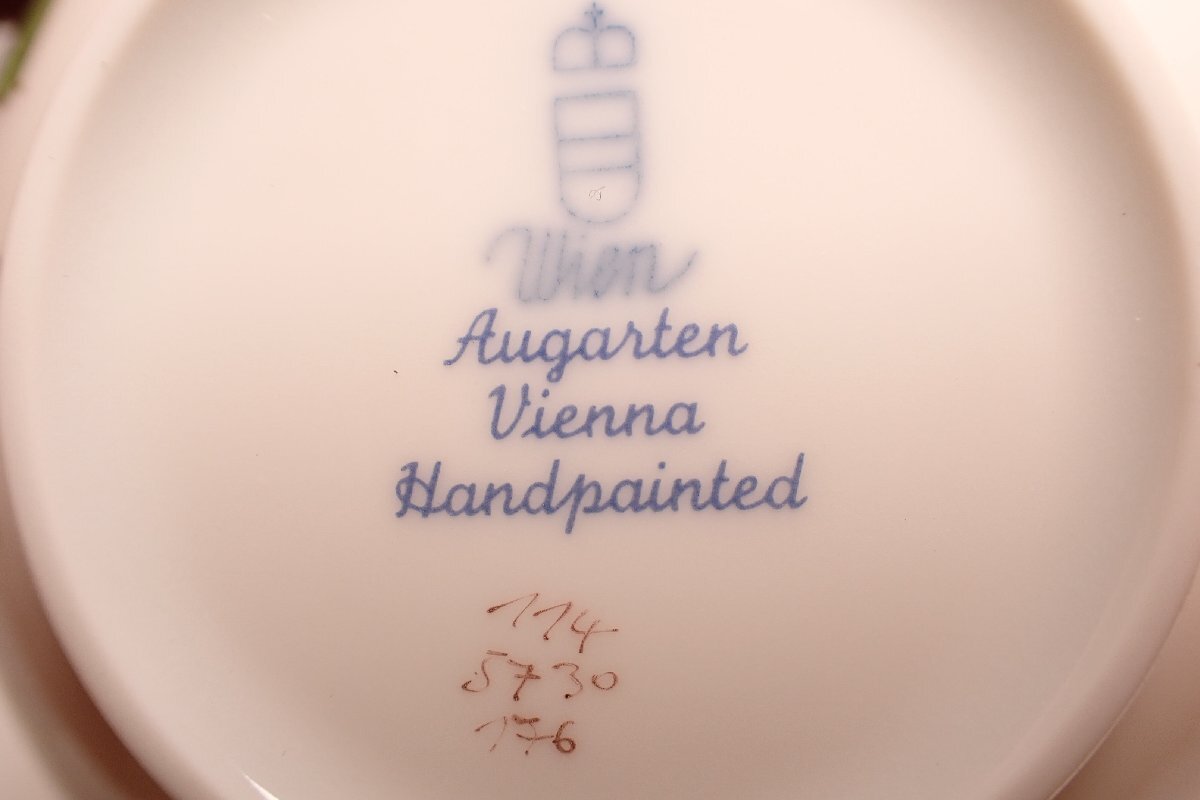 Wien
Augarten
Vienna
Handpainted
114
5730
176